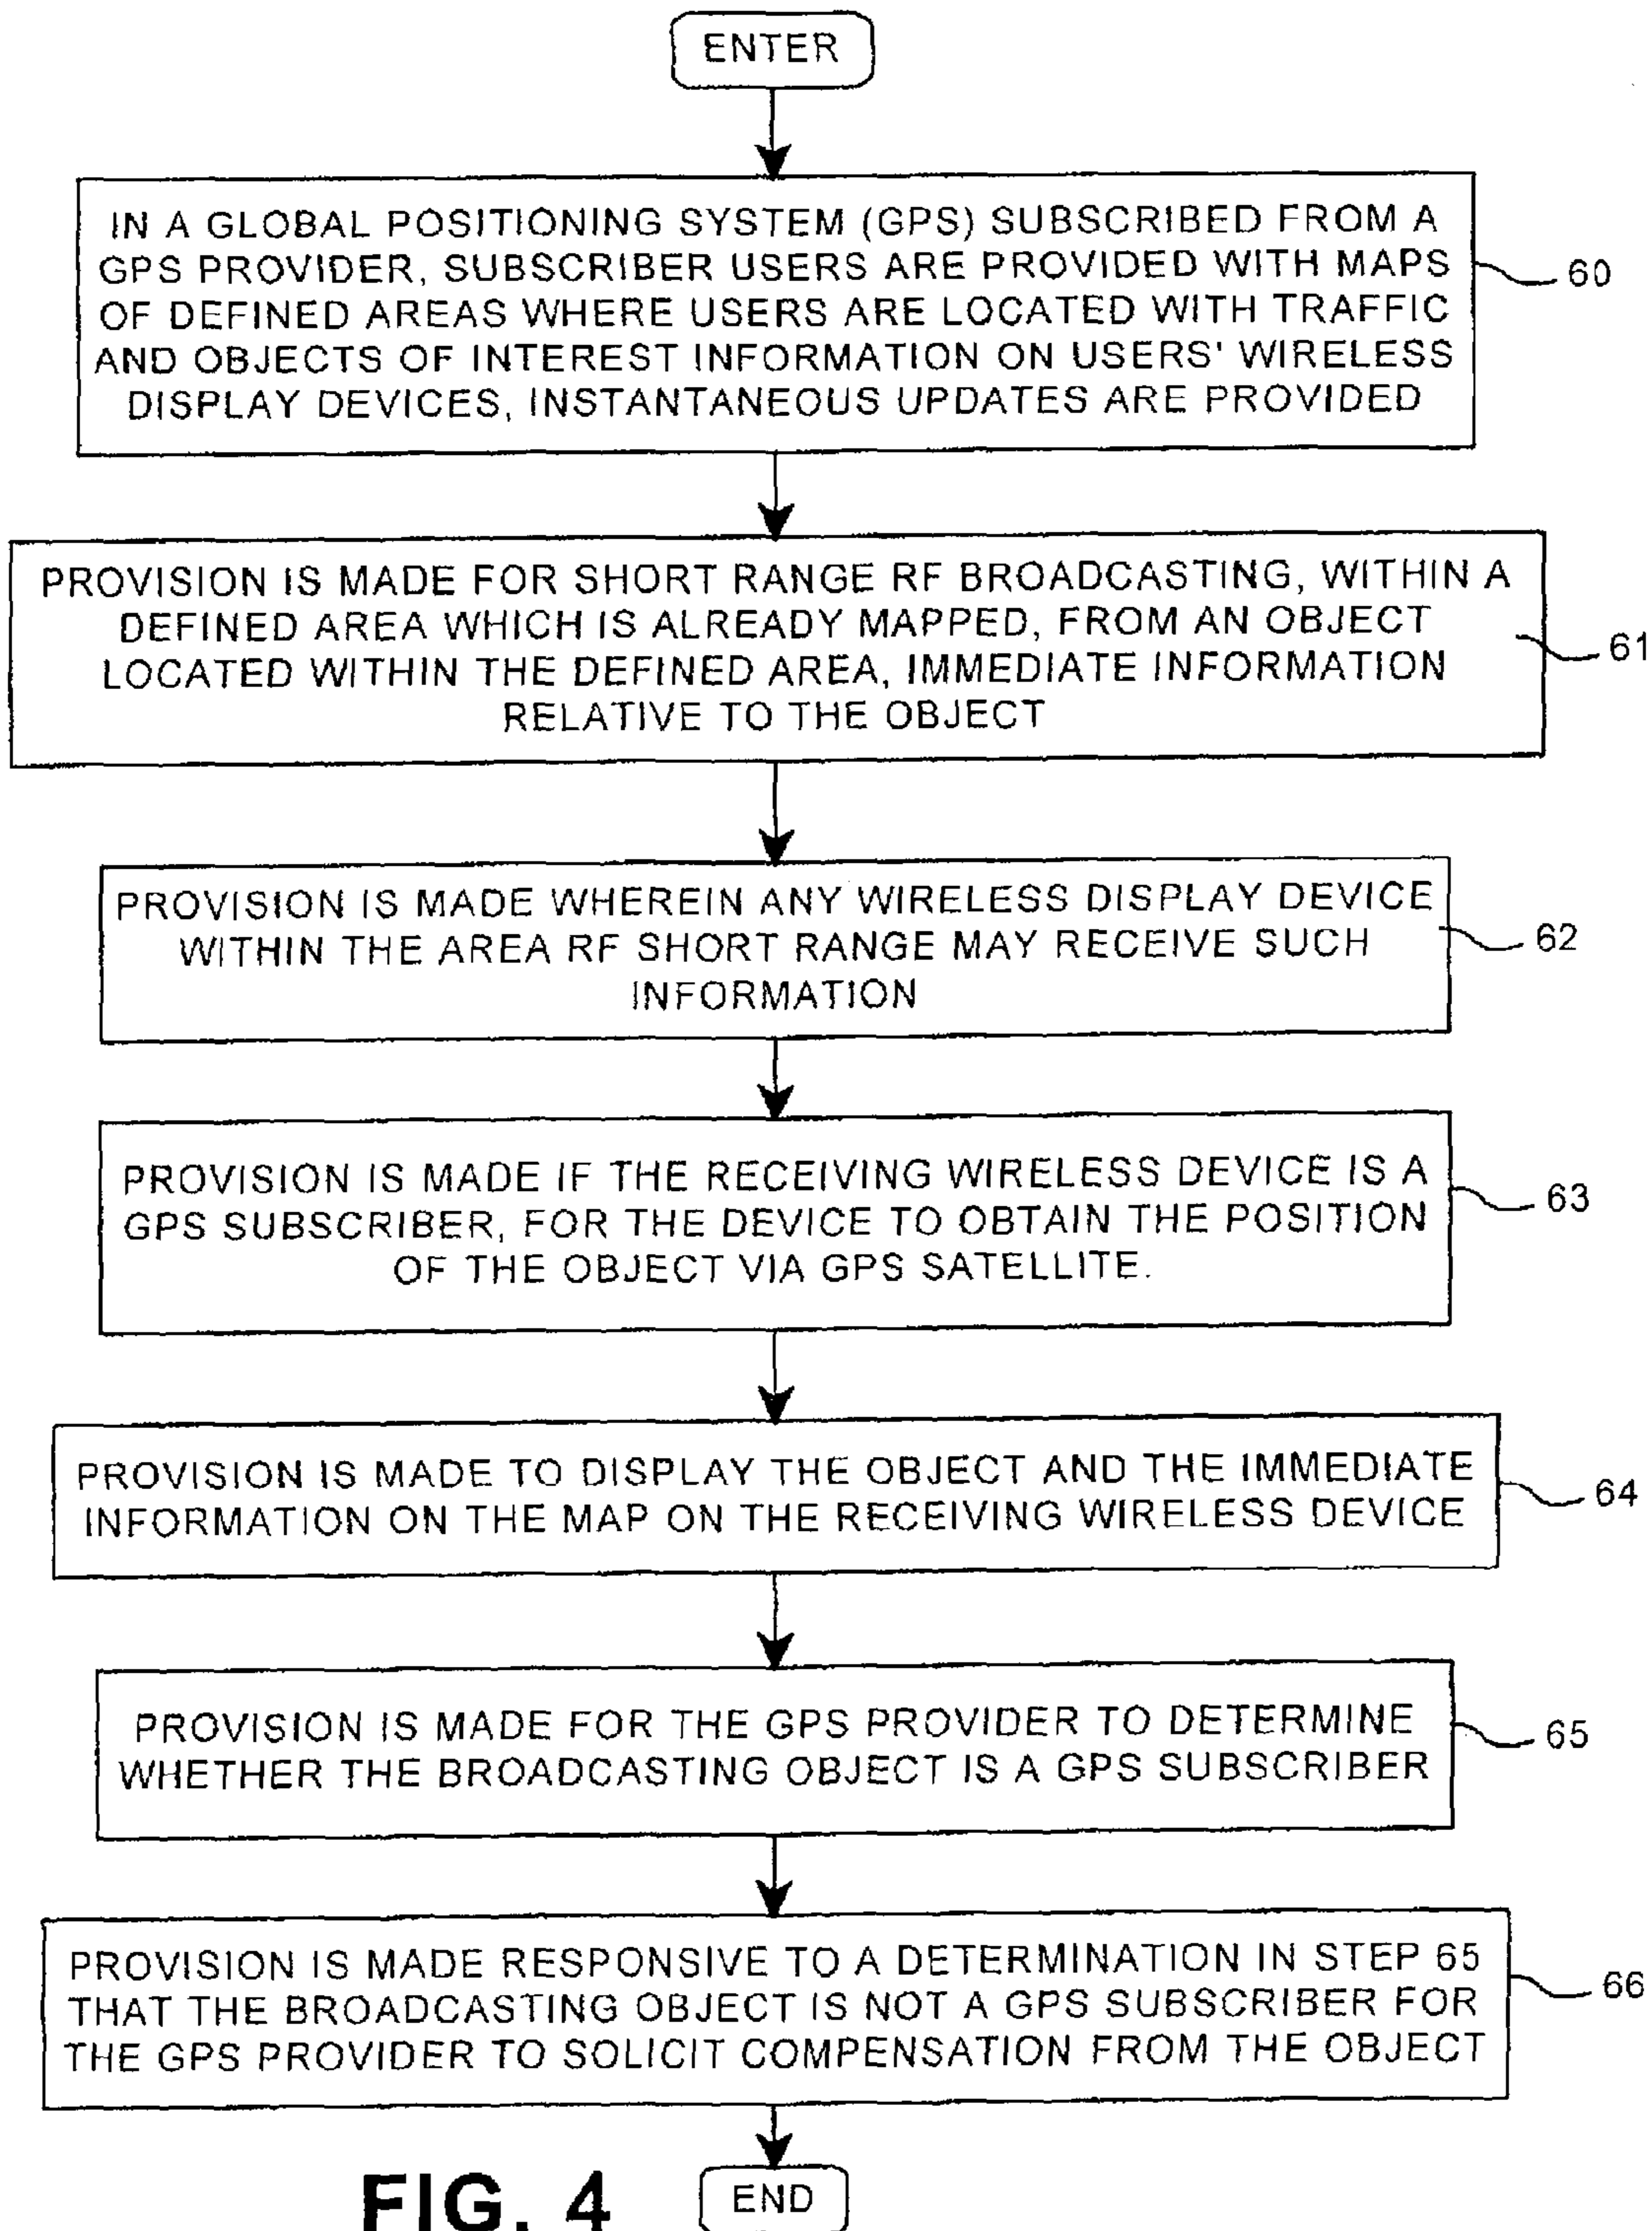 ENTER
IN A GLOBAL POSITIONING SYSTEM (GPS) SUBSCRIBED FROM A
GPS PROVIDER, SUBSCRIBER USERS ARE PROVIDED WITH MAPS
OF DEFINED AREAS WHERE USERS ARE LOCATED WITH TRAFFIC
AND OBJECTS OF INTEREST INFORMATION ON USERS' WIRELESS
DISPLAY DEVICES, INSTANTANEOUS UPDATES ARE PROVIDED
60
PROVISION IS MADE FOR SHORT RANGE RF BROADCASTING, WITHIN A
DEFINED AREA WHICH IS ALREADY MAPPED, FROM AN OBJECT
LOCATED WITHIN THE DEFINED AREA, IMMEDIATE INFORMATION
RELATIVE TO THE OBJECT
61
PROVISION IS MADE WHEREIN ANY WIRELESS DISPLAY DEVICE
WITHIN THE AREA RF SHORT RANGE MAY RECEIVE SUCH
INFORMATION
62
PROVISION IS MADE IF THE RECEIVING WIRELESS DEVICE IS A
GPS SUBSCRIBER, FOR THE DEVICE TO OBTAIN THE POSITION
OF THE OBJECT VIA GPS SATELLITE.
63
PROVISION IS MADE TO DISPLAY THE OBJECT AND THE IMMEDIATE
INFORMATION ON THE MAP ON THE RECEIVING WIRELESS DEVICE
64
PROVISION IS MADE FOR THE GPS PROVIDER TO DETERMINE
WHETHER THE BROADCASTING OBJECT IS A GPS SUBSCRIBER
65
PROVISION IS MADE RESPONSIVE TO A DETERMINATION IN STEP 65
THAT THE BROADCASTING OBJECT IS NOT A GPS SUBSCRIBER FOR
THE GPS PROVIDER TO SOLICIT COMPENSATION FROM THE OBJECT
66
FIG. 4
END